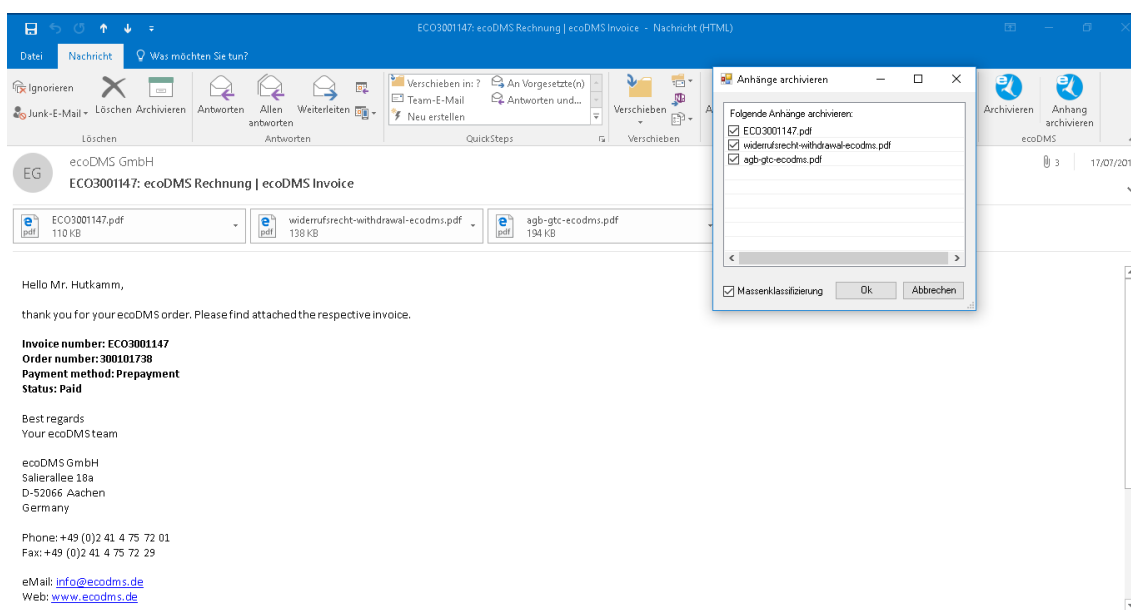 ECO3001147: ecoDMS Rechnung | ecoDMS Invoice - Nachricht (HTML)
Datei Nachricht Was möchten Sie tun?
Ignorieren
Junk-E-Mail
Löschen
Archivieren
Löschen
Antworten
Allen antworten
Weiterleiten
Antworten
Verschieben in: ?
An Vorgesetzte(n)
Team-E-Mail
Antworten und...
Neu erstellen
QuickSteps
Verschieben
Verschieben
A
Archivieren
Anhang archivieren
ecoDMS
Anhänge archivieren
Folgende Anhänge archivieren:
ECO3001147.pdf
widerrufsrecht-withdrawal-ecodms.pdf
agb-gtc-ecodms.pdf
Massenklassifizierung Ok Abbrechen
EG
ecoDMS GmbH
ECO3001147: ecoDMS Rechnung | ecoDMS Invoice
3 17/07/201
pdf ECO3001147.pdf
110 KB
pdf widerrufsrecht-withdrawal-ecodms.pdf
138 KB
pdf agb-gtc-ecodms.pdf
194 KB
Hello Mr. Hutkamm,
thank you for your ecoDMS order. Please find attached the respective invoice.
Invoice number: ECO3001147
Order number: 300101738
Payment method: Prepayment
Status: Paid
Best regards
Your ecoDMS team
ecoDMS GmbH
Salierallee 18a
D-52066 Aachen
Germany
Phone: +49 (0)2 41 4 75 72 01
Fax: +49 (0)2 41 4 75 72 29
eMail: info@ecodms.de
Web: www.ecodms.de